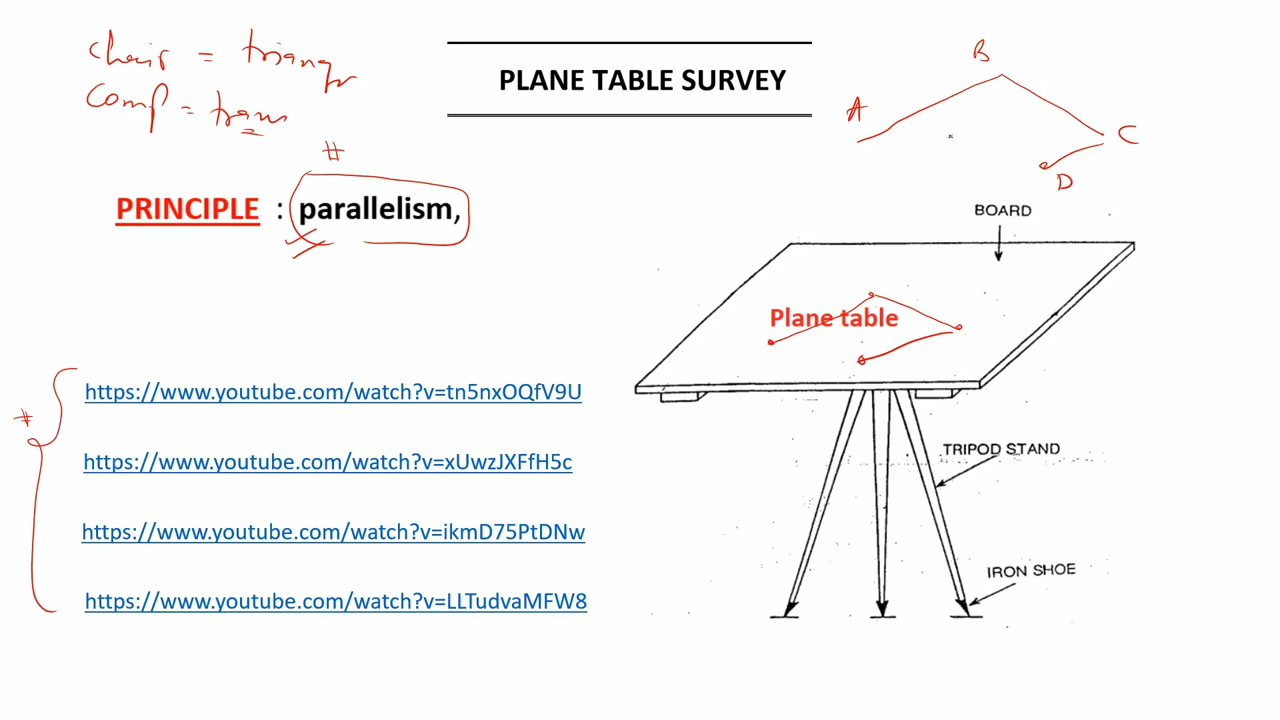 chain = triangr
Comp = trav
PLANE TABLE SURVEY
B
A
C
D
#
PRINCIPLE : parallelism,
BOARD
Plane table
https://www.youtube.com/watch?v=tn5nxOQfV9U
#
https://www.youtube.com/watch?v=xUwzJXFfH5c
TRIPOD STAND
https://www.youtube.com/watch?v=ikmD75PtDNw
IRON SHOE
https://www.youtube.com/watch?v=LLTudvaMFW8